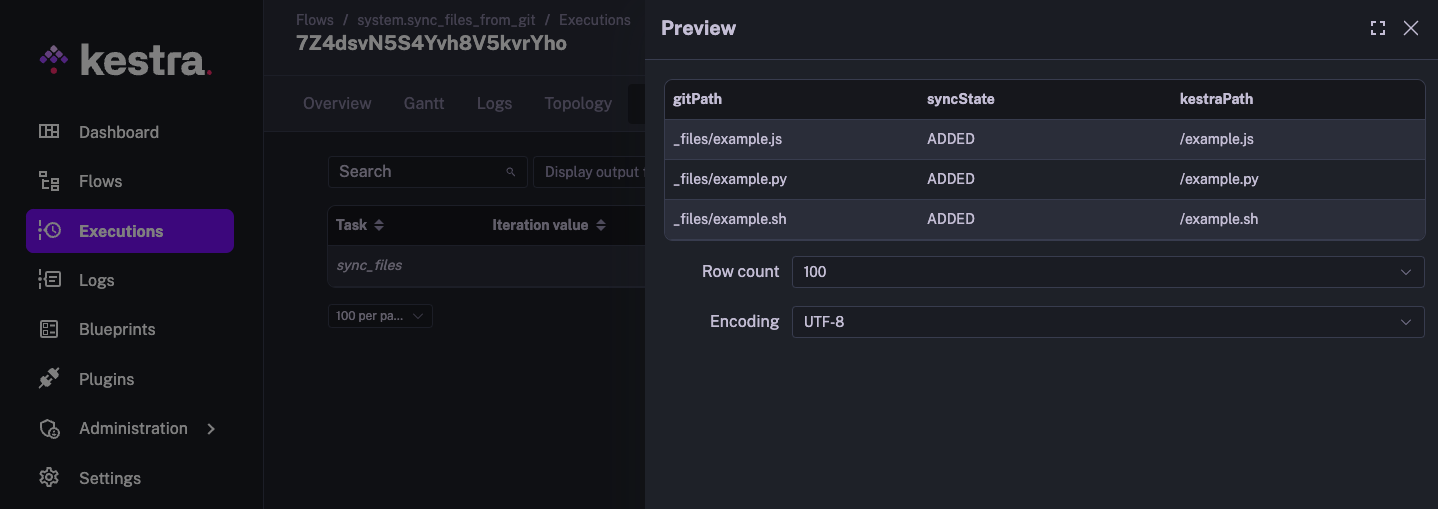 kestra.
Dashboard
Flows
Executions
Logs
Blueprints
Plugins
Administration
Settings
Flows / system.sync_files_from_git / Executions
7Z4dsvN5S4Yvh8V5kvrYho
Overview Gantt Logs Topology
Search Display output
Task Iteration value
sync_files
100 per pa...
Preview
gitPath syncState kestraPath
_files/example.js ADDED /example.js
_files/example.py ADDED /example.py
_files/example.sh ADDED /example.sh
Row count 100
Encoding UTF-8